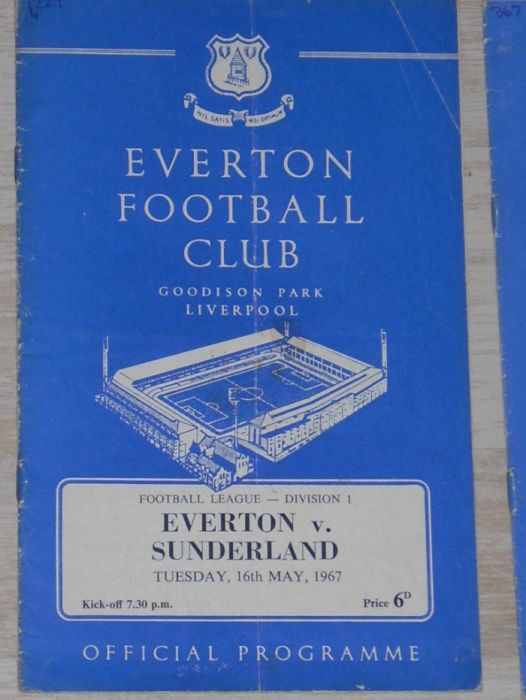 NIL SATIS NISI OPTIMUM
EVERTON
FOOTBALL
CLUB
GOODISON PARK
LIVERPOOL
FOOTBALL LEAGUE — DIVISION 1
EVERTON v.
SUNDERLAND
TUESDAY, 16th MAY, 1967
Kick-off 7.30 p.m. Price 6D
OFFICIAL PROGRAMME
367